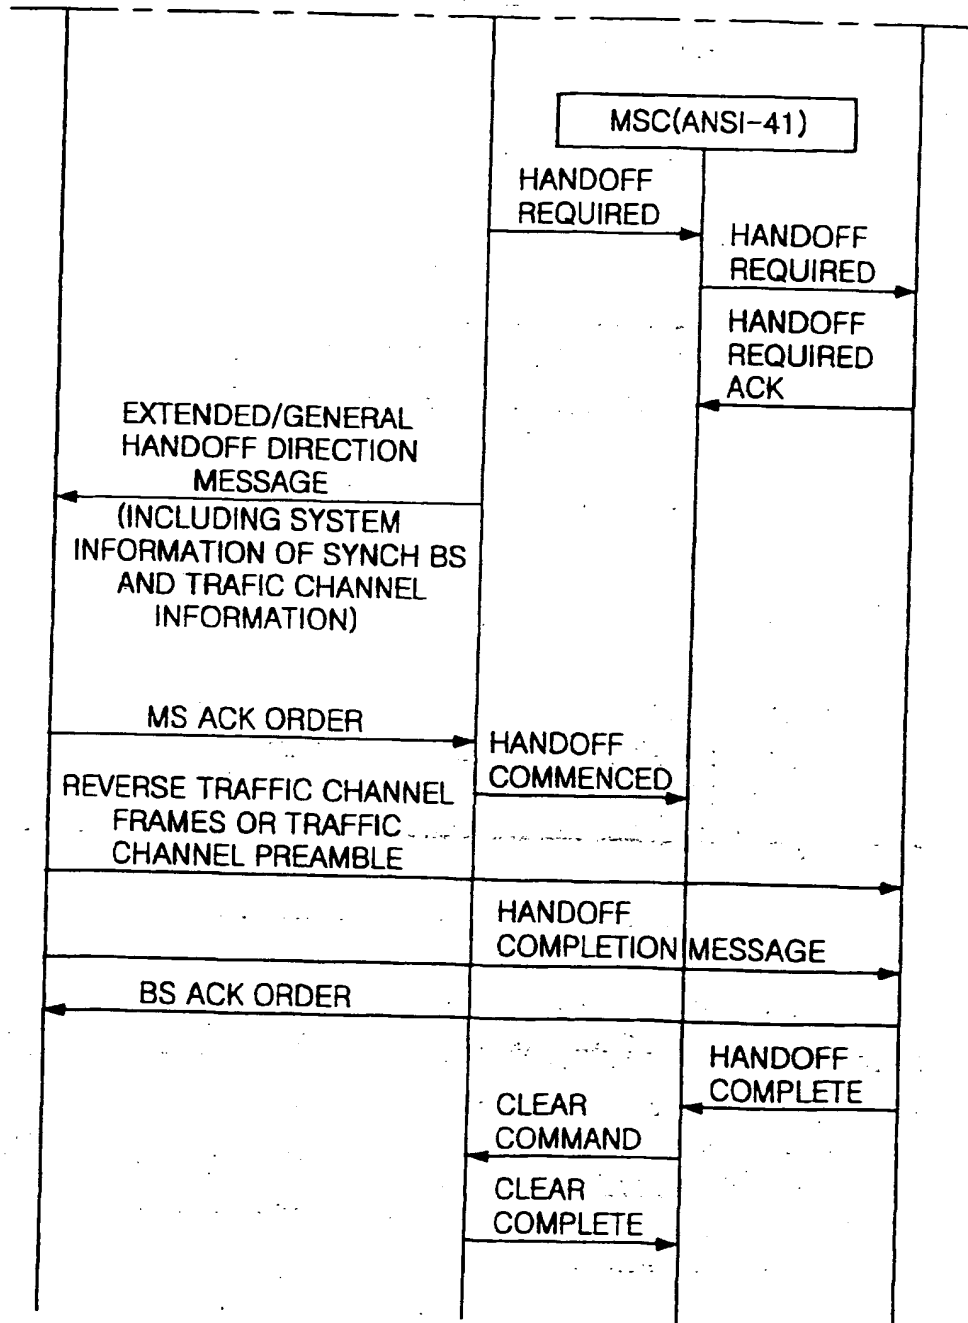 MSC(ANSI-41)
HANDOFF
REQUIRED
HANDOFF
REQUIRED
HANDOFF
REQUIRED
ACK
EXTENDED/GENERAL
HANDOFF DIRECTION
MESSAGE
(INCLUDING SYSTEM
INFORMATION OF SYNCH BS
AND TRAFIC CHANNEL
INFORMATION)
MS ACK ORDER
HANDOFF
COMMENCED
REVERSE TRAFFIC CHANNEL
FRAMES OR TRAFFIC
CHANNEL PREAMBLE
HANDOFF
COMPLETION MESSAGE
BS ACK ORDER
HANDOFF
COMPLETE
CLEAR
COMMAND
CLEAR
COMPLETE